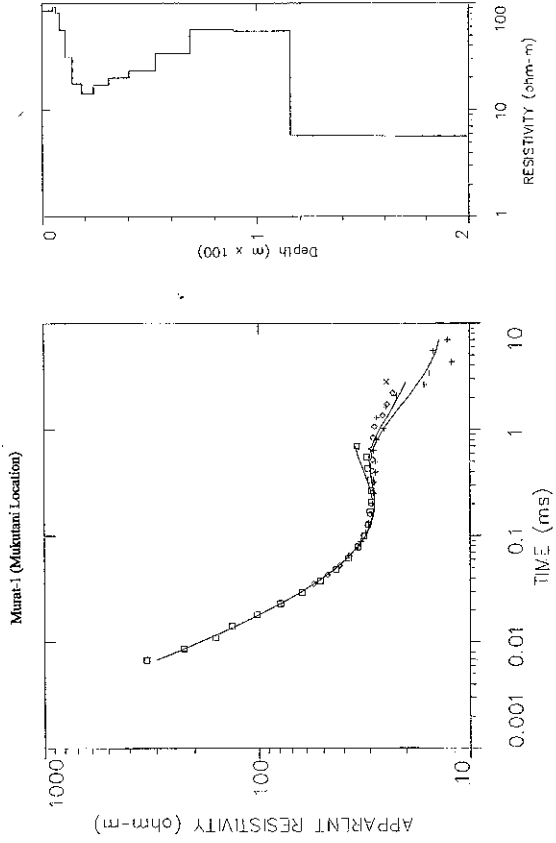 Murat-1 (Mukutani Location)
APPARENT RESISTIVITY (ohm-m)
1000
100
10
0.001
0.01
0.1
1
10
TIME (ms)
Depth (m x 100)
0
1
2
1
10
100
RESISTIVITY (ohm-m)